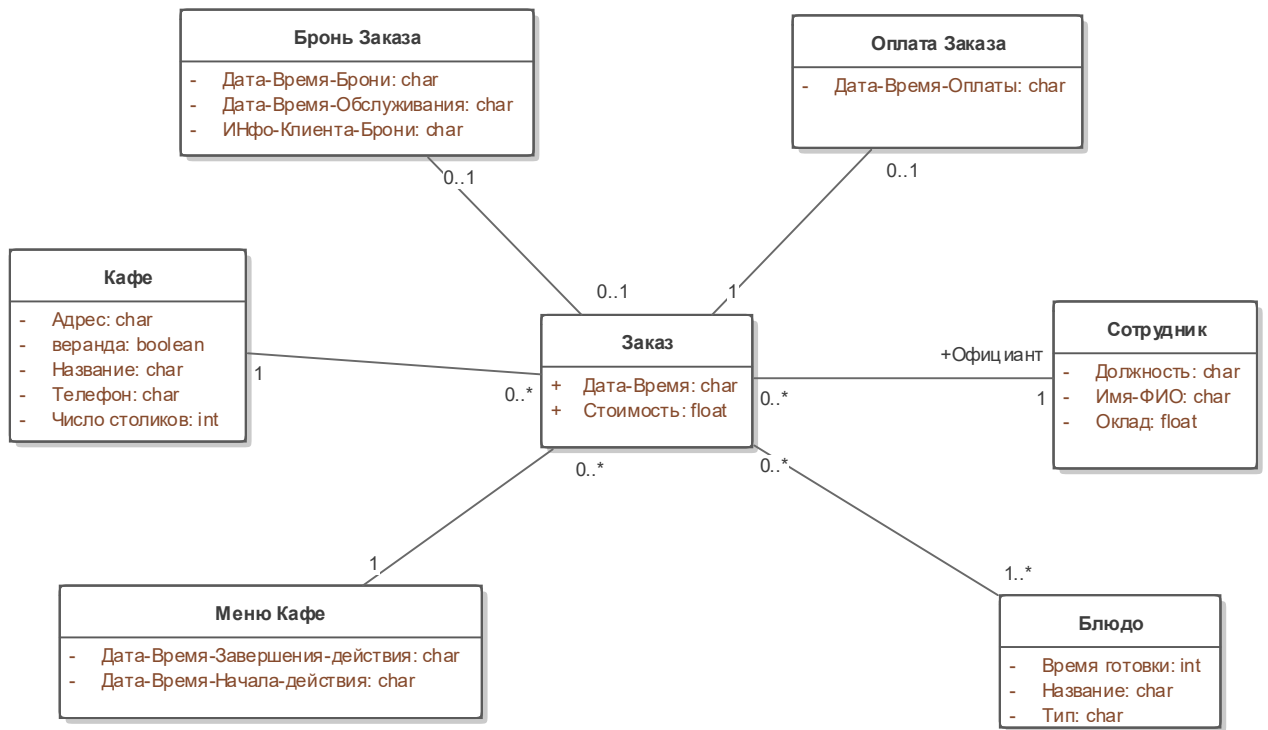 Бронь Заказа
- Дата-Время-Брони: char
- Дата-Время-Обслуживания: char
- ИНфо-Клиента-Брони: char
Оплата Заказа
- Дата-Время-Оплаты: char
0..1
0..1
Кафе
- Адрес: char
- веранда: boolean
- Название: char
- Телефон: char
- Число столиков: int
1
0..*
0..1
1
Заказ
+ Дата-Время: char
+ Стоимость: float
+Официант
0..*
1
Сотрудник
- Должность: char
- Имя-ФИО: char
- Оклад: float
0..*
0..*
1
1..*
Меню Кафе
- Дата-Время-Завершения-действия: char
- Дата-Время-Начала-действия: char
Блюдо
- Время готовки: int
- Название: char
- Тип: char